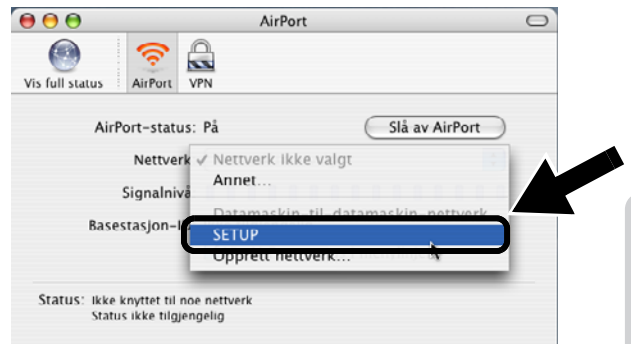 AirPort
Vis full status
AirPort
VPN
AirPort-status: På
Slå av AirPort
Nettverk
✓ Nettverk ikke valgt
Annet...
Signalnivå
Datamaskin-til-datamaskin-nettverk
Basestasjon-
SETUP
Opprett nettverk...
Status: Ikke knyttet til noe nettverk
Status ikke tilgjengelig